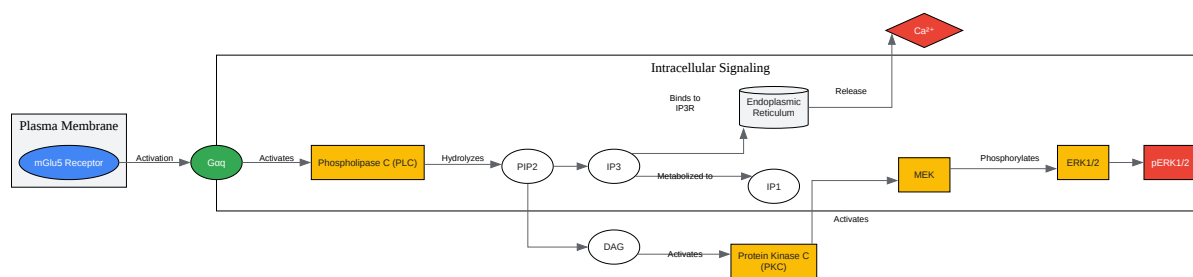 Ca²⁺
Intracellular Signaling
Plasma Membrane
mGlu5 Receptor
Activation
Gαq
Activates
Phospholipase C (PLC)
Hydrolyzes
PIP2
IP3
Binds to
IP3R
Endoplasmic
Reticulum
Release
Metabolized to
IP1
MEK
Phosphorylates
ERK1/2
pERK1/2
DAG
Activates
Protein Kinase C
(PKC)
Activates